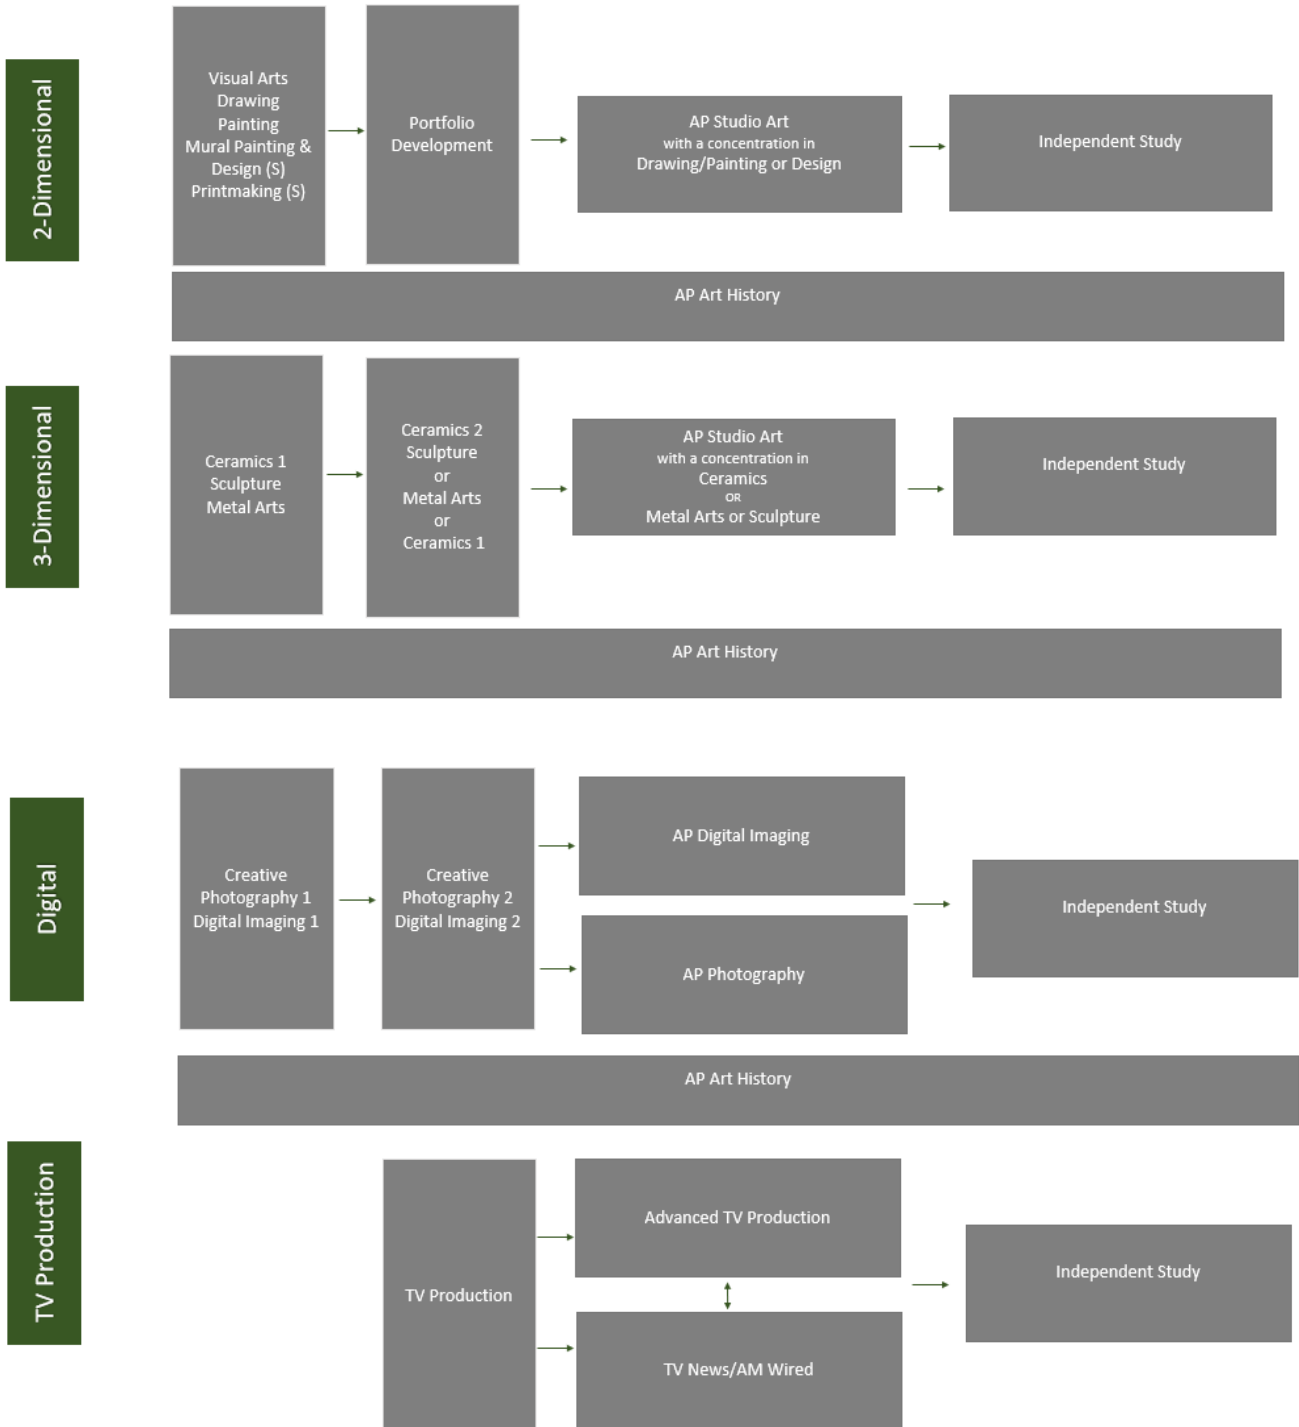 2-Dimensional
Visual Arts
Drawing
Painting
Mural Painting &
Design (S)
Printmaking (S)
Portfolio
Development
AP Studio Art
with a concentration in
Drawing/Painting or Design
Independent Study
AP Art History
3-Dimensional
Ceramics 1
Sculpture
Metal Arts
Ceramics 2
Sculpture
or
Metal Arts
or
Ceramics 1
AP Studio Art
with a concentration in
Ceramics
OR
Metal Arts or Sculpture
Independent Study
AP Art History
Digital
Creative
Photography 1
Digital Imaging 1
Creative
Photography 2
Digital Imaging 2
AP Digital Imaging
AP Photography
Independent Study
AP Art History
TV Production
TV Production
Advanced TV Production
TV News/AM Wired
Independent Study